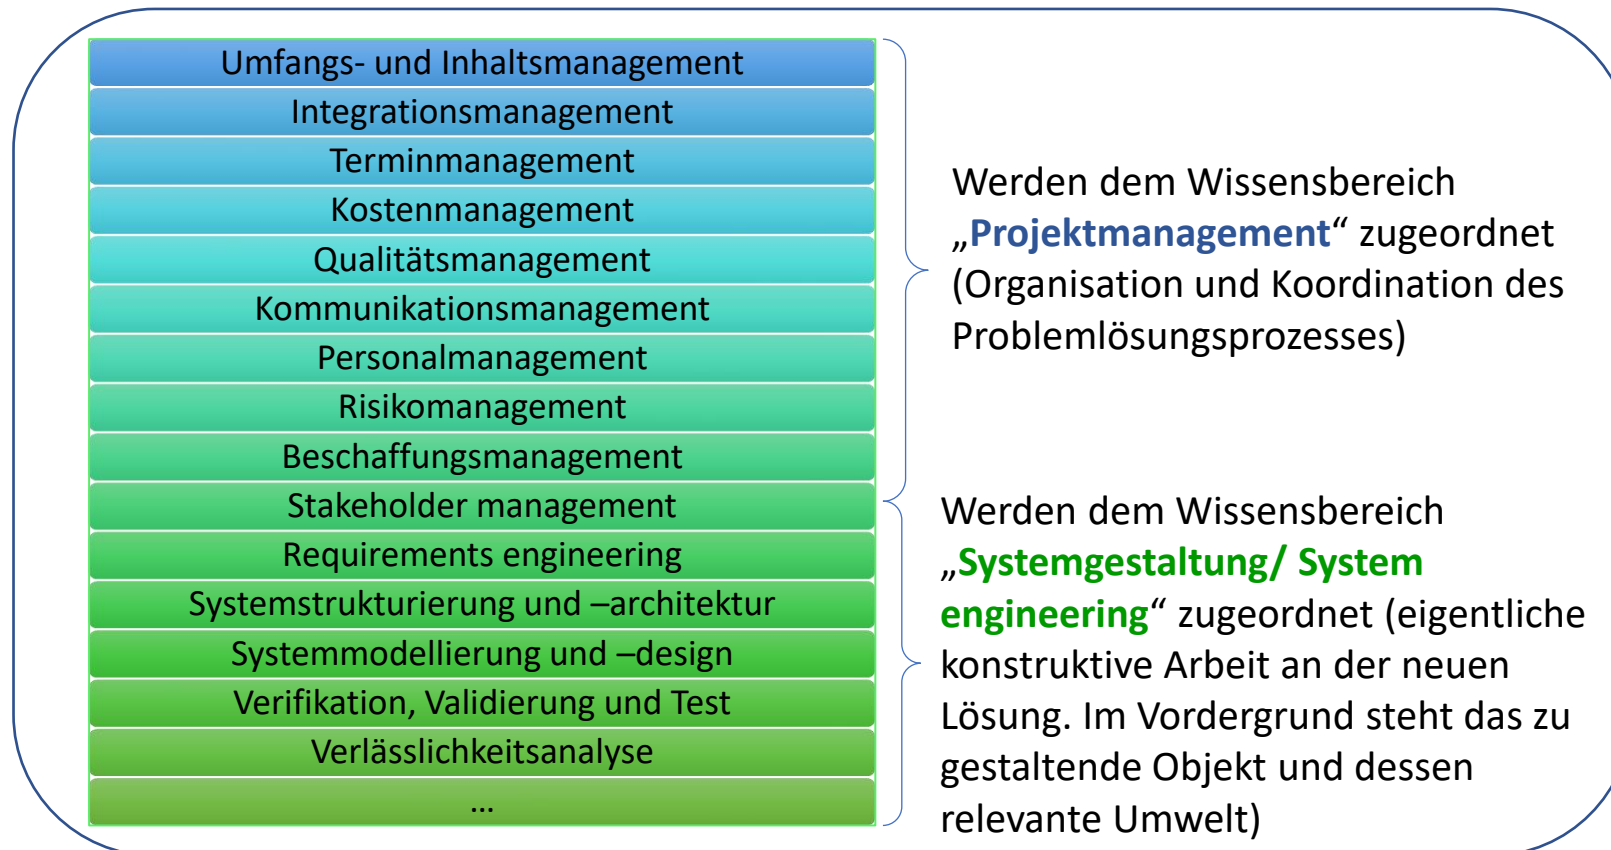 Umfangs- und Inhaltsmanagement
Integrationsmanagement
Terminmanagement
Kostenmanagement
Qualitätsmanagement
Kommunikationsmanagement
Personalmanagement
Risikomanagement
Beschaffungsmanagement
Stakeholder management
Requirements engineering
Systemstrukturierung und –architektur
Systemmodellierung und –design
Verifikation, Validierung und Test
Verlässlichkeitsanalyse
...
Werden dem Wissensbereich
„Projektmanagement“ zugeordnet
(Organisation und Koordination des
Problemlösungsprozesses)
Werden dem Wissensbereich
„Systemgestaltung/ System
engineering“ zugeordnet (eigentliche
konstruktive Arbeit an der neuen
Lösung. Im Vordergrund steht das zu
gestaltende Objekt und dessen
relevante Umwelt)